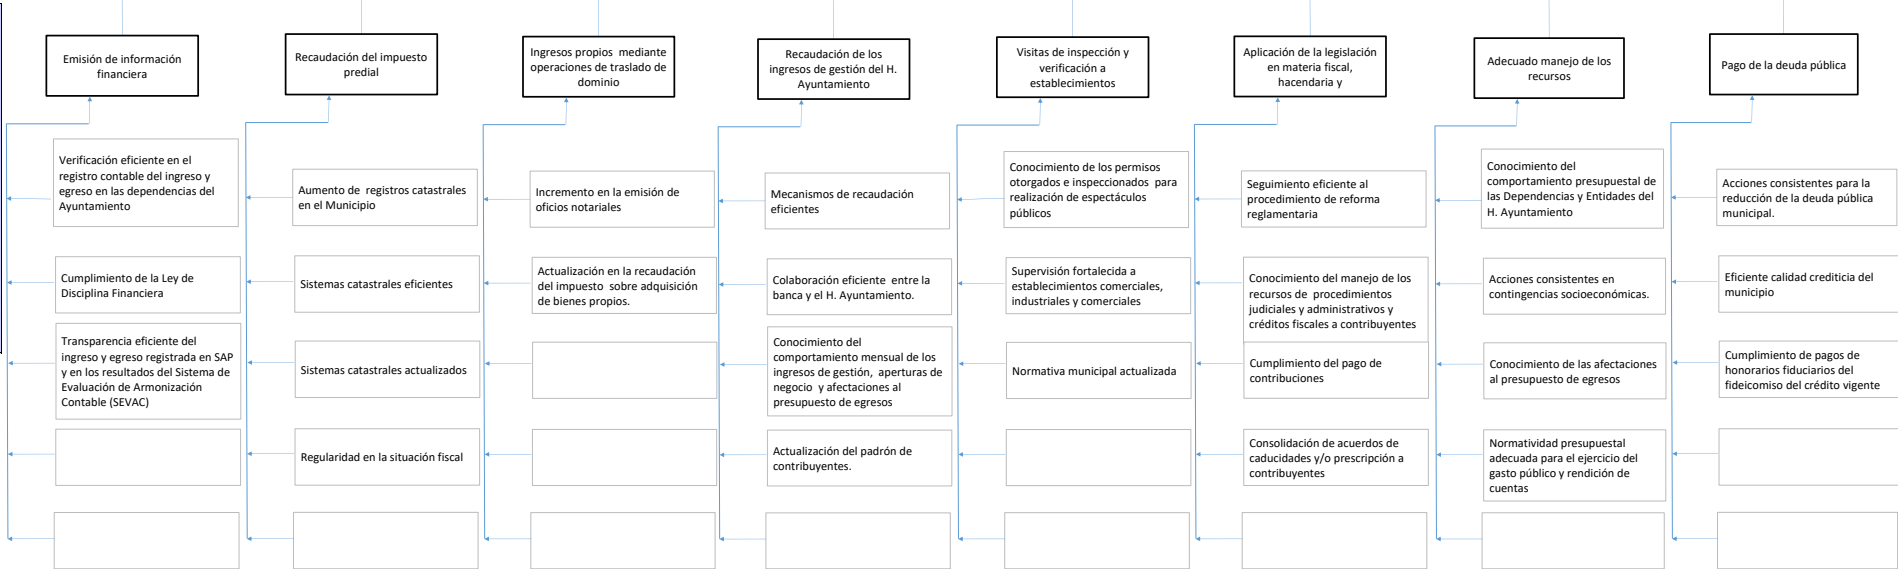 Emisión de información
financiera
Recaudación del impuesto
predial
Ingresos propios mediante
operaciones de traslado de
dominio
Recaudación de los
ingresos de gestión del H.
Ayuntamiento
Visitas de inspección y
verificación a
establecimientos
Aplicación de la legislación
en materia fiscal,
hacendaria y
Adecuado manejo de los
recursos
Pago de la deuda pública
Verificación eficiente en el
registro contable del ingreso y
egreso en las dependencias del
Ayuntamiento
Aumento de registros catastrales
en el Municipio
Incremento en la emisión de
oficios notariales
Mecanismos de recaudación
eficientes
Conocimiento de los permisos
otorgados e inspeccionados para
realización de espectáculos
públicos
Seguimiento eficiente al
procedimiento de reforma
reglamentaria
Conocimiento del
comportamiento presupuestal de
las Dependencias y Entidades del
H. Ayuntamiento
Acciones consistentes para la
reducción de la deuda pública
municipal.
Cumplimiento de la Ley de
Disciplina Financiera
Sistemas catastrales eficientes
Actualización en la recaudación
del impuesto sobre adquisición
de bienes propios.
Colaboración eficiente entre la
banca y el H. Ayuntamiento.
Supervisión fortalecida a
establecimientos comerciales,
industriales y comerciales
Conocimiento del manejo de los
recursos de procedimientos
judiciales y administrativos y
créditos fiscales a contribuyentes
Acciones consistentes en
contingencias socioeconómicas.
Eficiente calidad crediticia del
municipio
Transparencia eficiente del
ingreso y egreso registrada en SAP
y en los resultados del Sistema de
Evaluación de Armonización
Contable (SEVAC)
Sistemas catastrales actualizados
Conocimiento del
comportamiento mensual de los
ingresos de gestión, aperturas de
negocio y afectaciones al
presupuesto de egresos
Normativa municipal actualizada
Cumplimiento del pago de
contribuciones
Conocimiento de las afectaciones
al presupuesto de egresos
Cumplimiento de pagos de
honorarios fiduciarios del
fideicomiso del crédito vigente
Regularidad en la situación fiscal
Actualización del padrón de
contribuyentes.
Consolidación de acuerdos de
caducidades y/o prescripción a
contribuyentes
Normatividad presupuestal
adecuada para el ejercicio del
gasto público y rendición de
cuentas